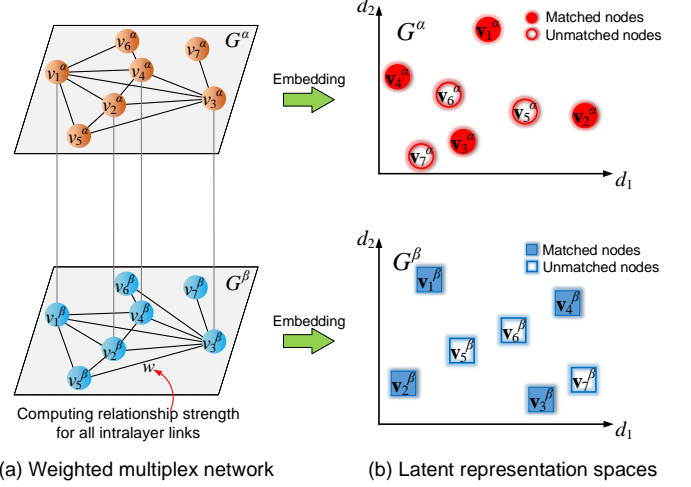 G^α
v_6^α
v_7^α
v_1^α
v_4^α
v_2^α
v_3^α
v_5^α
Embedding
d_2
G^α
v_1^α
Matched nodes
Unmatched nodes
v_4^α
v_6^α
v_5^α
v_2^α
v_3^α
v_7^α
d_1
G^β
v_6^β
v_7^β
v_1^β
v_4^β
v_2^β
v_3^β
v_5^β
w
Computing relationship strength
for all intralayer links
Embedding
d_2
G^β
v_1^β
Matched nodes
Unmatched nodes
v_4^β
v_6^β
v_5^β
v_2^β
v_7^β
v_3^β
d_1
(a) Weighted multiplex network
(b) Latent representation spaces